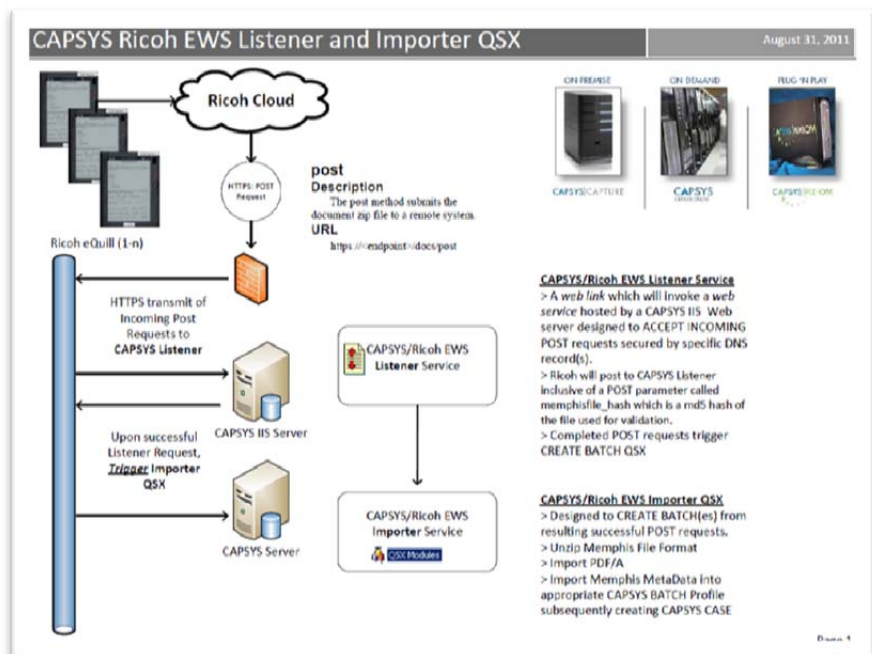 CAPSYS Ricoh EWS Listener and Importer QSX
August 31, 2011
Ricoh Cloud
HTTPS: POST
Request
post
Description
The post method submits the
document zip file to a remote system.
URL
https://<endpoint>/docs/post
ON PREMISE
CAPSYS|CAPTURE
ON DEMAND
CAPSYS
PLUG 'N PLAY
Ricoh eQuill (1-n)
HTTPS transmit of
Incoming Post
Requests to
CAPSYS Listener
CAPSYS IIS Server
Upon successful
Listener Request,
Trigger Importer
QSX
CAPSYS Server
CAPSYS/Ricoh EWS
Listener Service
CAPSYS/Ricoh EWS
Importer Service
QSX Modules
CAPSYS/Ricoh EWS Listener Service
> A web link which will invoke a web
service hosted by a CAPSYS IIS Web
server designed to ACCEPT INCOMING
POST requests secured by specific DNS
record(s).
> Ricoh will post to CAPSYS Listener
inclusive of a POST parameter called
memphisfile_hash which is a md5 hash of
the file used for validation.
> Completed POST requests trigger
CREATE BATCH QSX
CAPSYS/Ricoh EWS Importer QSX
> Designed to CREATE BATCH(es) from
resulting successful POST requests.
> Unzip Memphis File Format
> Import PDF/A
> Import Memphis MetaData into
appropriate CAPSYS BATCH Profile
subsequently creating CAPSYS CASE
Page 1